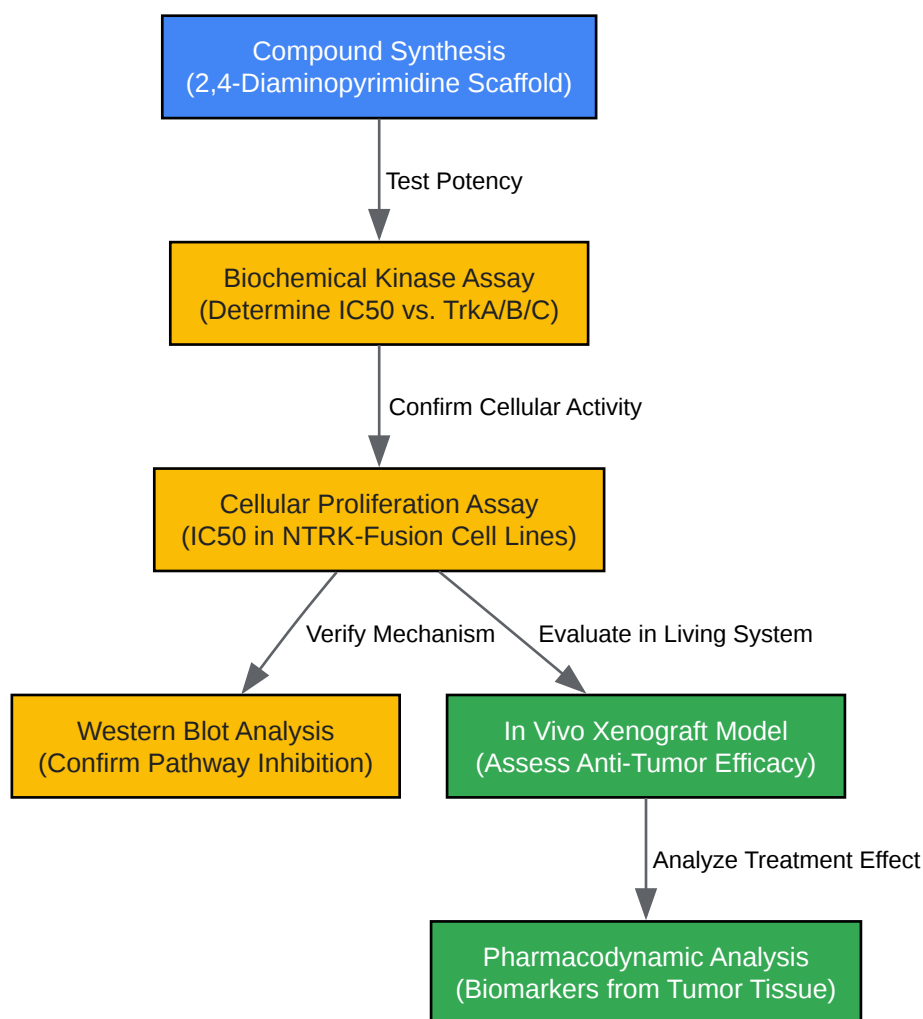 Compound Synthesis
(2,4-Diaminopyrimidine Scaffold)
Test Potency
Biochemical Kinase Assay
(Determine IC50 vs. TrkA/B/C)
Confirm Cellular Activity
Cellular Proliferation Assay
(IC50 in NTRK-Fusion Cell Lines)
Verify Mechanism
Evaluate in Living System
Western Blot Analysis
(Confirm Pathway Inhibition)
In Vivo Xenograft Model
(Assess Anti-Tumor Efficacy)
Analyze Treatment Effect
Pharmacodynamic Analysis
(Biomarkers from Tumor Tissue)